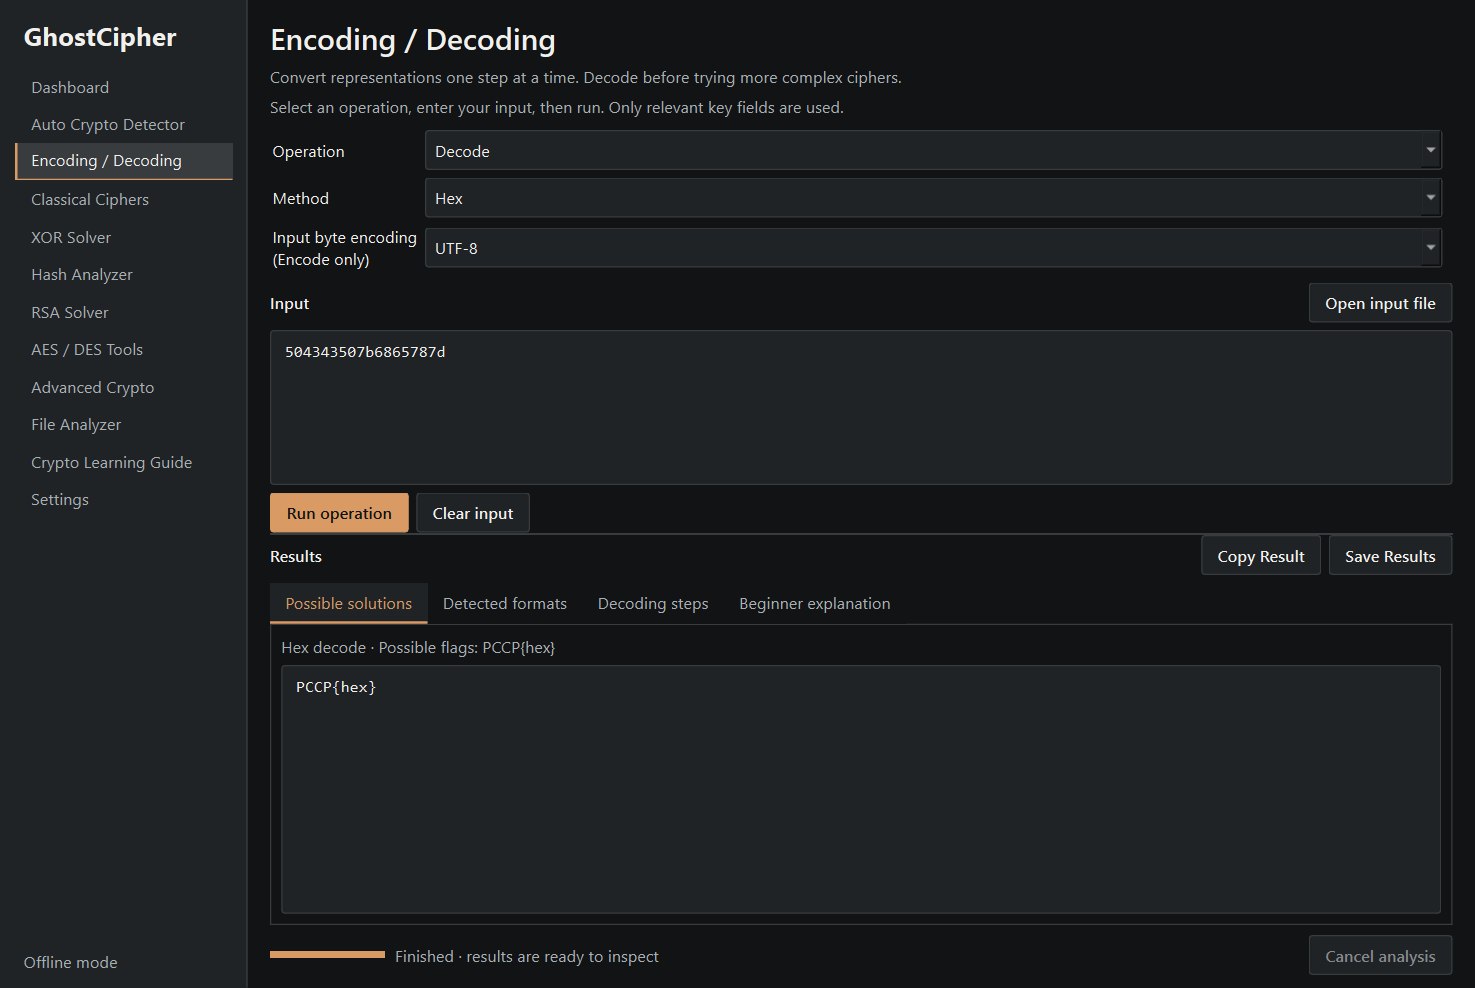 GhostCipher
Dashboard
Auto Crypto Detector
Encoding / Decoding
Classical Ciphers
XOR Solver
Hash Analyzer
RSA Solver
AES / DES Tools
Advanced Crypto
File Analyzer
Crypto Learning Guide
Settings
Offline mode
Encoding / Decoding
Convert representations one step at a time. Decode before trying more complex ciphers.
Select an operation, enter your input, then run. Only relevant key fields are used.
Operation
Decode
Method
Hex
Input byte encoding
(Encode only)
UTF-8
Input
Open input file
504343507b6865787d
Run operation
Clear input
Results
Copy Result
Save Results
Possible solutions
Detected formats
Decoding steps
Beginner explanation
Hex decode · Possible flags: PCCP{hex}
PCCP{hex}
Finished · results are ready to inspect
Cancel analysis